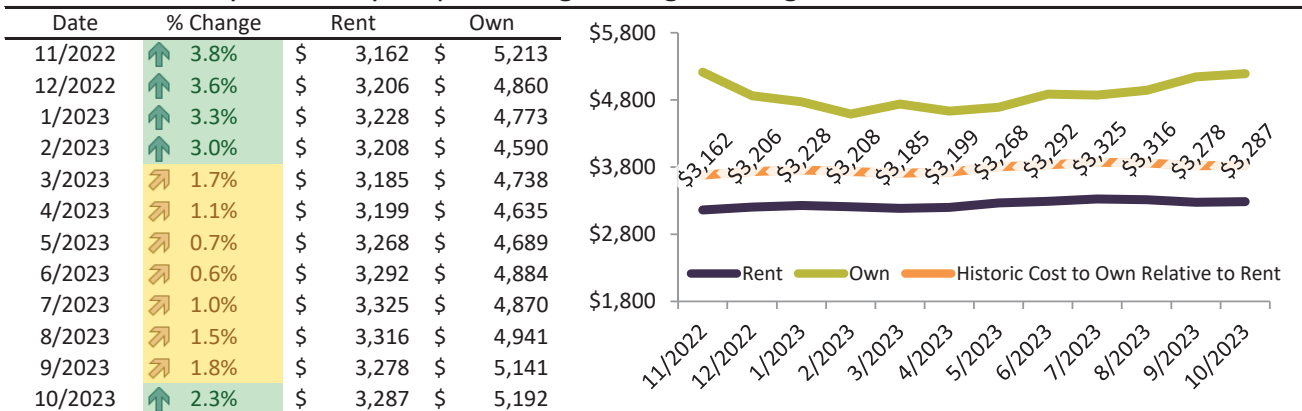 Date % Change Rent Own
11/2022 3.8% $ 3,162 $ 5,213
12/2022 3.6% $ 3,206 $ 4,860
1/2023 3.3% $ 3,228 $ 4,773
2/2023 3.0% $ 3,208 $ 4,590
3/2023 1.7% $ 3,185 $ 4,738
4/2023 1.1% $ 3,199 $ 4,635
5/2023 0.7% $ 3,268 $ 4,689
6/2023 0.6% $ 3,292 $ 4,884
7/2023 1.0% $ 3,325 $ 4,870
8/2023 1.5% $ 3,316 $ 4,941
9/2023 1.8% $ 3,278 $ 5,141
10/2023 2.3% $ 3,287 $ 5,192
$5,800
$4,800
$3,800
$2,800
$1,800
$3,162 $3,206 $3,228 $3,208 $3,185 $3,199 $3,268 $3,292 $3,325 $3,316 $3,278 $3,287
Rent Own Historic Cost to Own Relative to Rent
11/2022 12/2022 1/2023 2/2023 3/2023 4/2023 5/2023 6/2023 7/2023 8/2023 9/2023 10/2023